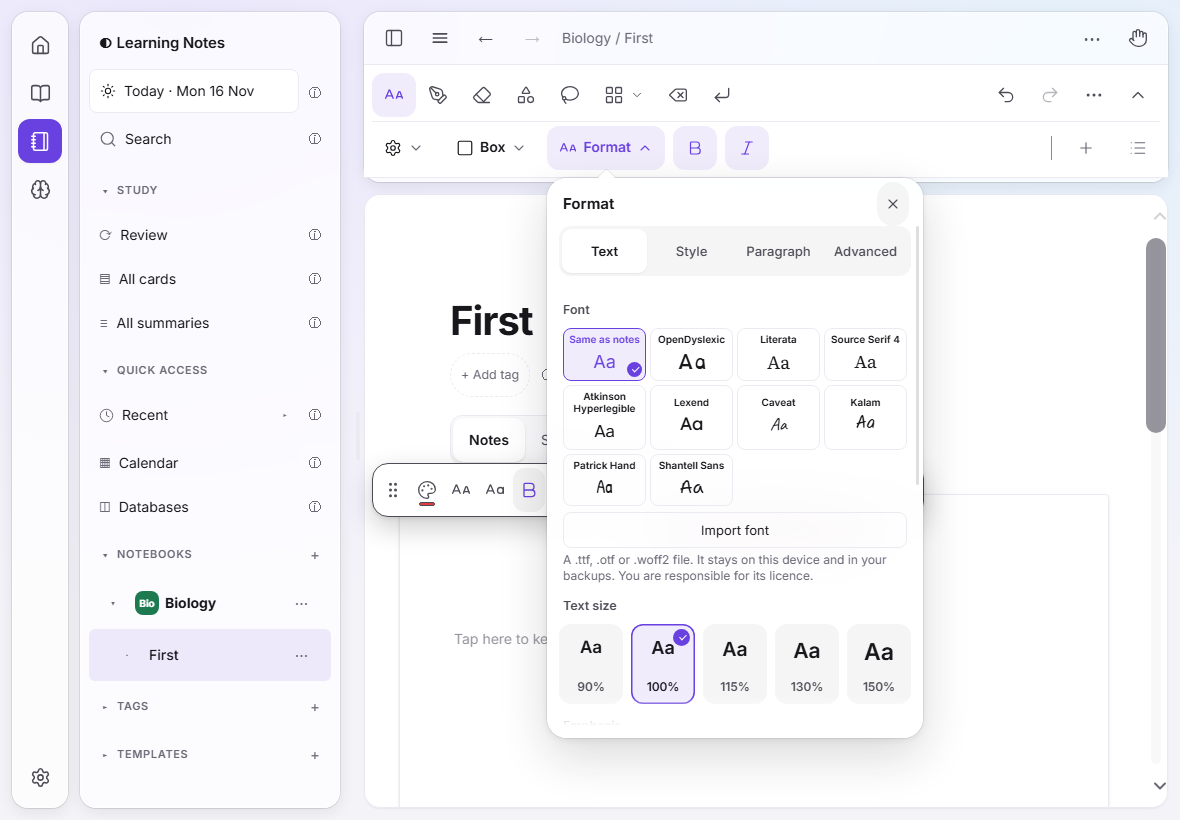 Learning Notes
Today · Mon 16 Nov
Search
STUDY
Review
All cards
All summaries
QUICK ACCESS
Recent
Calendar
Databases
NOTEBOOKS
Bio Biology
First
TAGS
TEMPLATES
Biology / First
AA
Box
AA Format
B
I
Format
Text
Style
Paragraph
Advanced
First
+ Add tag
Notes
S
AA
Aa
B
Tap here to ke
Font
Same as notes
Aa
OpenDyslexic
Aa
Literata
Aa
Source Serif 4
Aa
Atkinson
Hyperlegible
Aa
Lexend
Aa
Caveat
Aa
Kalam
Aa
Patrick Hand
Aa
Shantell Sans
Aa
Import font
A .ttf, .otf or .woff2 file. It stays on this device and in your
backups. You are responsible for its licence.
Text size
Aa
90%
Aa
100%
Aa
115%
Aa
130%
Aa
150%